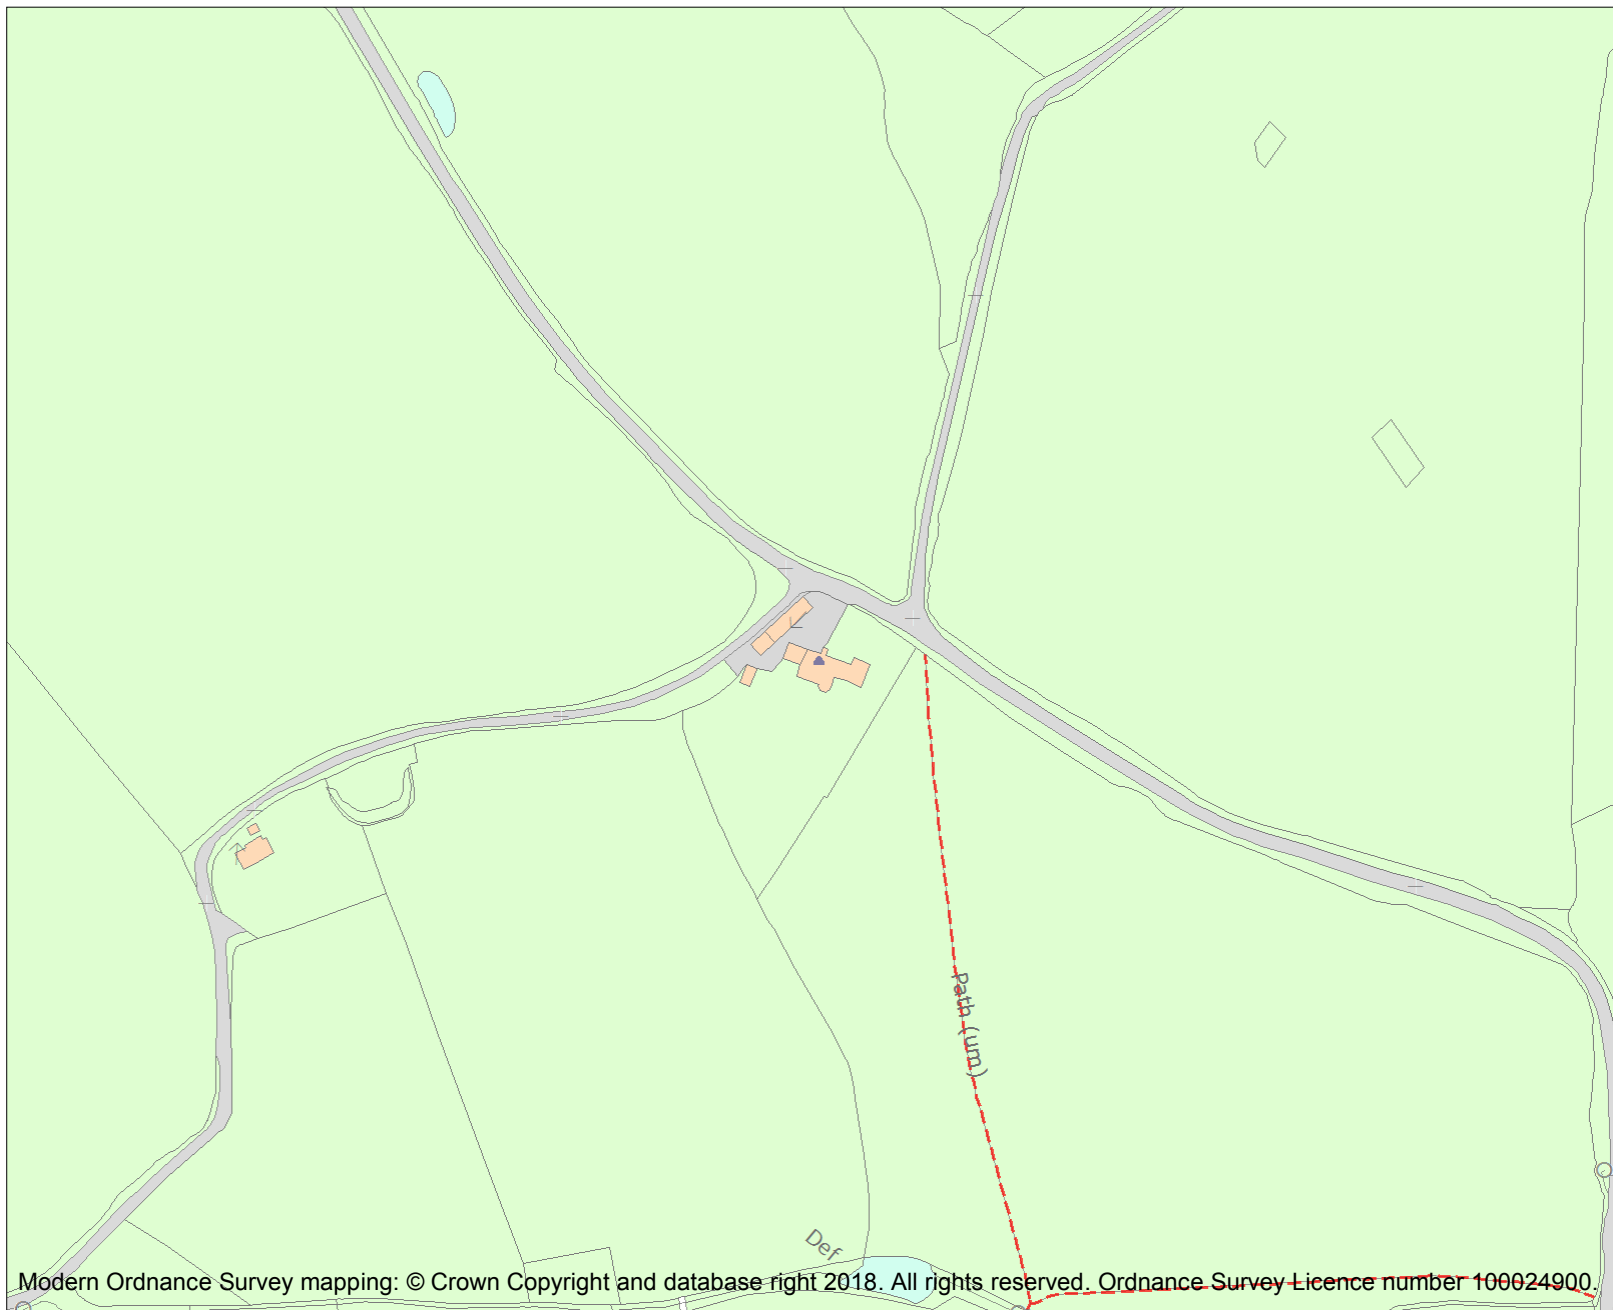 Path (um)
Def
Modern Ordnance Survey mapping: © Crown Copyright and database right 2018. All rights reserved. Ordnance Survey Licence number 100024900.